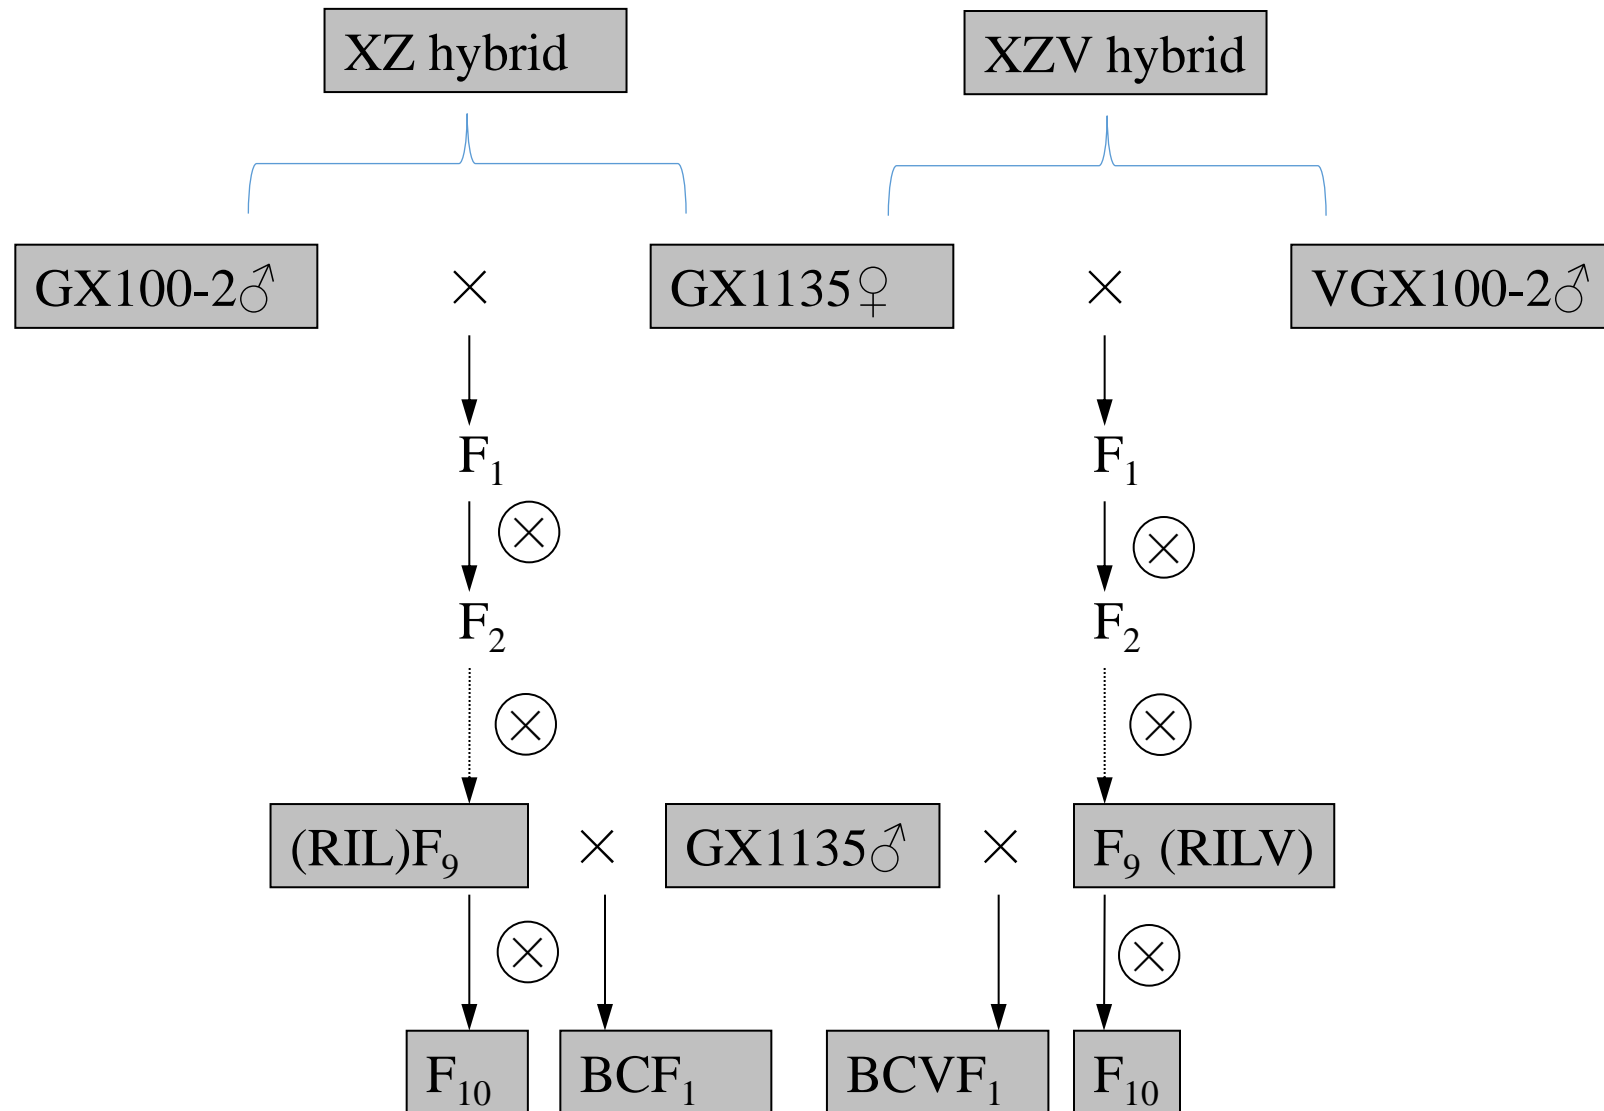 XZ hybrid
XZV hybrid
GX100-2♂
×
GX1135♀
×
VGX100-2♂
F₁
F₁
F₂
F₂
(RIL)F₉
×
GX1135♂
×
F₉ (RILV)
F₁₀
BCF₁
BCVF₁
F₁₀